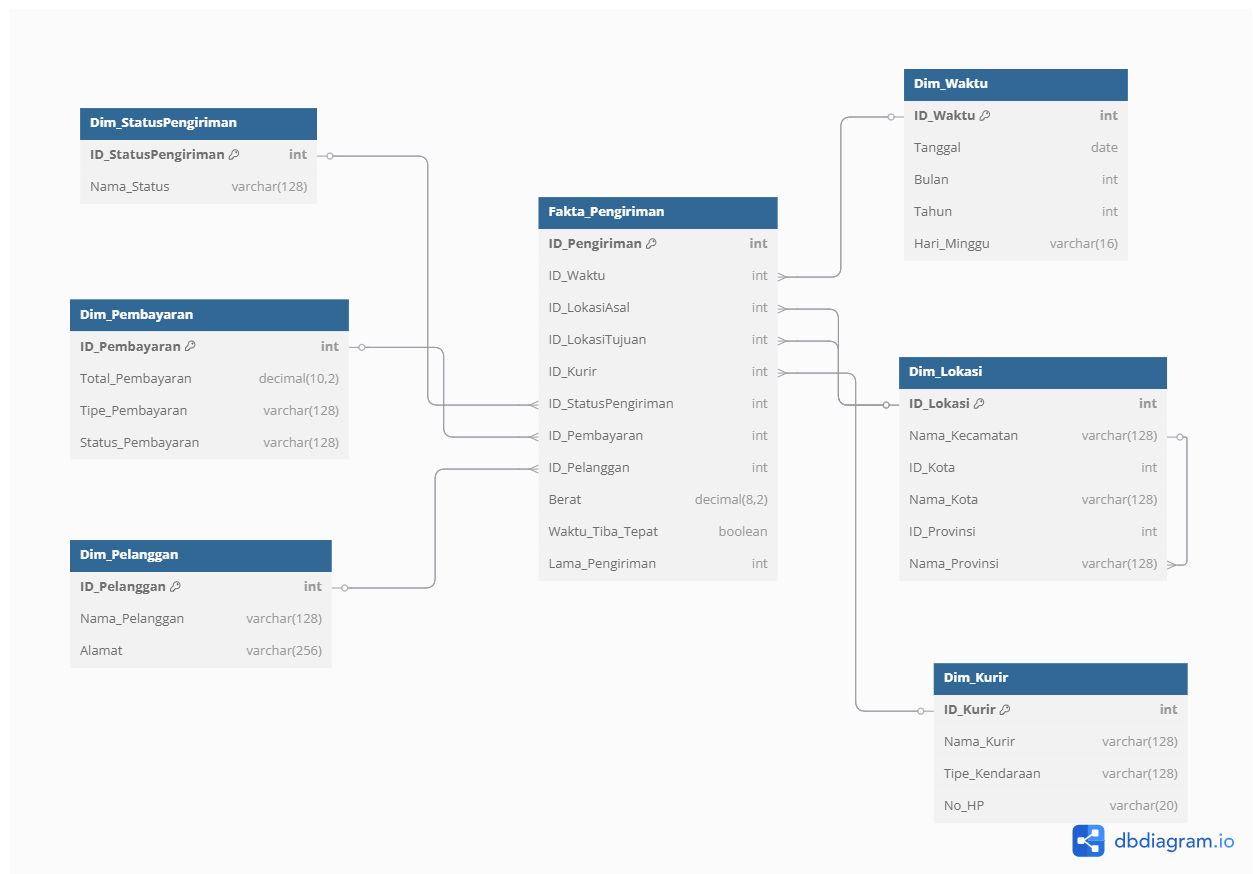 Dim_StatusPengiriman
ID_StatusPengiriman int
Nama_Status varchar(128)
Dim_Pembayaran
ID_Pembayaran int
Total_Pembayaran decimal(10,2)
Tipe_Pembayaran varchar(128)
Status_Pembayaran varchar(128)
Dim_Pelanggan
ID_Pelanggan int
Nama_Pelanggan varchar(128)
Alamat varchar(256)
Fakta_Pengiriman
ID_Pengiriman int
ID_Waktu int
ID_LokasiAsal int
ID_LokasiTujuan int
ID_Kurir int
ID_StatusPengiriman int
ID_Pembayaran int
ID_Pelanggan int
Berat decimal(8,2)
Waktu_Tiba_Tepat boolean
Lama_Pengiriman int
Dim_Waktu
ID_Waktu int
Tanggal date
Bulan int
Tahun int
Hari_Minggu varchar(16)
Dim_Lokasi
ID_Lokasi int
Nama_Kecamatan varchar(128)
ID_Kota int
Nama_Kota varchar(128)
ID_Provinsi int
Nama_Provinsi varchar(128)
Dim_Kurir
ID_Kurir int
Nama_Kurir varchar(128)
Tipe_Kendaraan varchar(128)
No_HP varchar(20)
dbdiagram.io